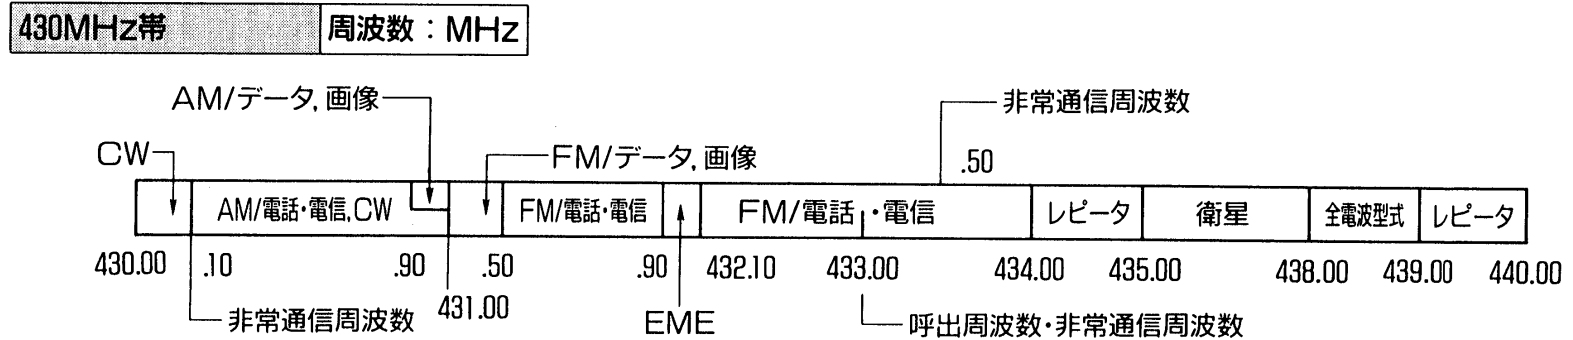 430MHz帯 周波数：MHz
AM/データ,画像 非常通信周波数
CW FM/データ,画像 .50
AM/電話・電信,CW FM/電話・電信 FM/電話・電信 レピータ 衛星 全電波型式 レピータ
430.00 .10 .90 .50 .90 432.10 433.00 434.00 435.00 438.00 439.00 440.00
431.00
非常通信周波数 EME 呼出周波数・非常通信周波数